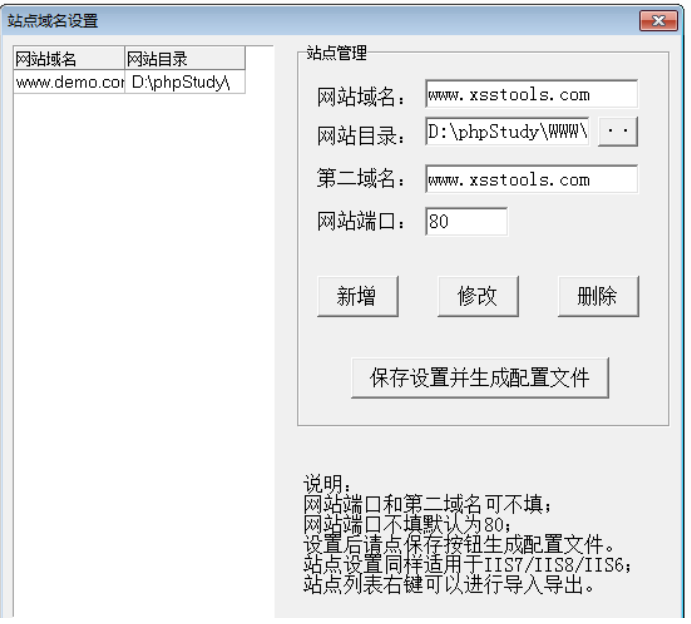 站点域名设置
网站域名 网站目录
www.demo.cor D:\phpStudy\
站点管理
网站域名： www.xsstools.com
网站目录： D:\phpStudy\WWW\ ..
第二域名： www.xsstools.com
网站端口： 80
新增 修改 删除
保存设置并生成配置文件
说明：
网站端口和第二域名可不填；
网站端口不填默认为80；
设置后请点保存按钮生成配置文件。
站点设置同样适用于IIS7/IIS8/IIS6；
站点列表右键可以进行导入导出。